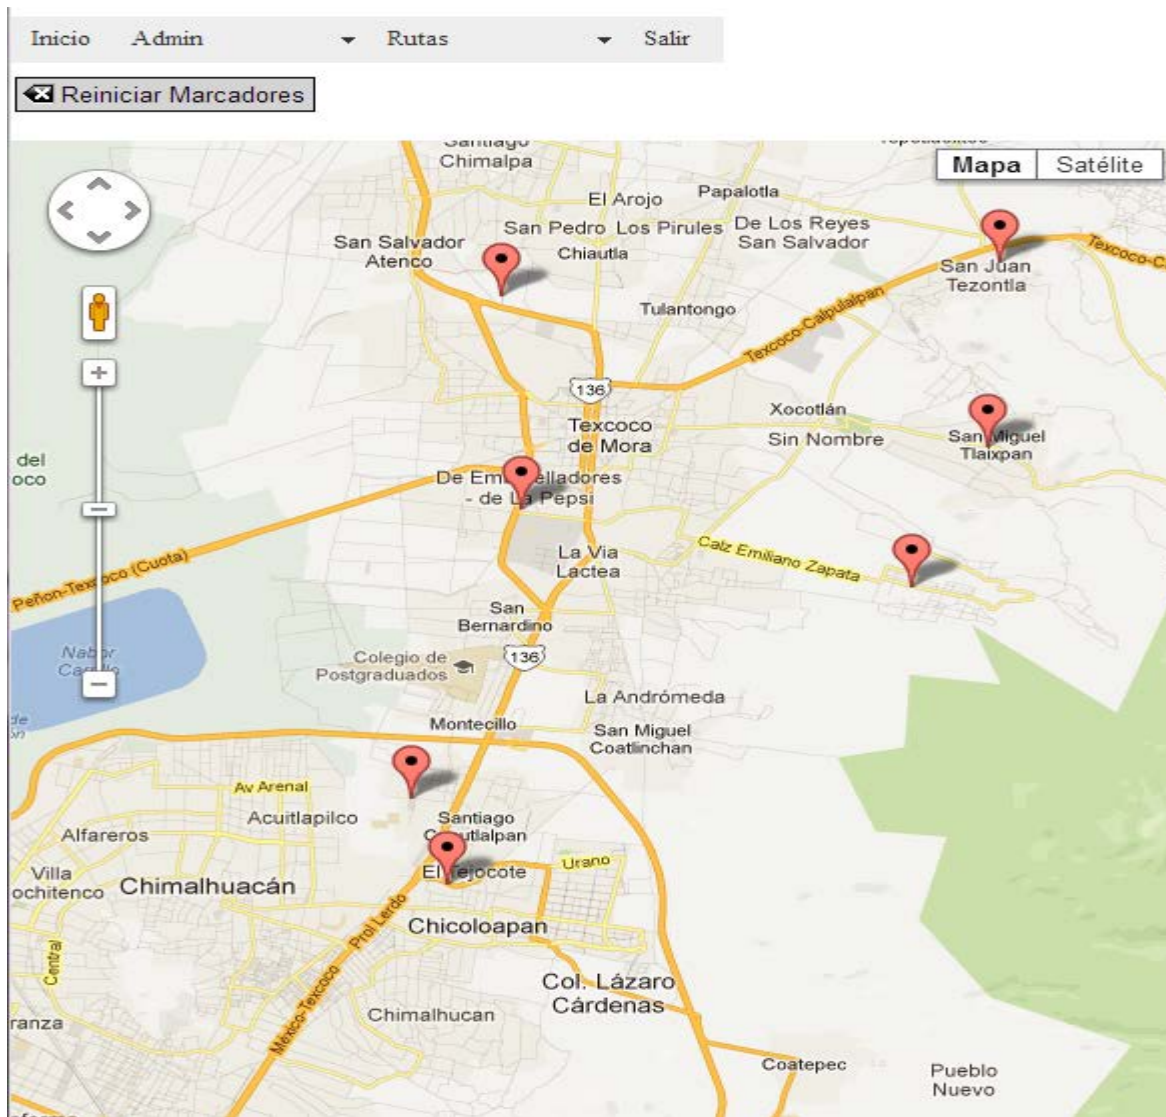 Inicio Admin Rutas Salir
Reiniciar Marcadores
Santiago
Chimalpa
Mapa Satélite
El Arojo
Papalotla
San Pedro
Los Pirules
De Los Reyes
San Salvador
San Salvador
Atenco
Chiautla
Texcoco-C
San Juan
Tezontla
Tulantongo
Texcoco-Calpulalpan
136
Xocotlán
Texcoco
de Mora
Sin Nombre
San Miguel
Tlaixpan
del
oco
- de La Pepsi
La Via
Lactea
Calz Emiliano Zapata
Peñon-Texcoco (Cuota)
San
Bernardino
Nabor
Colegio de
Postgraduados
136
La Andrómeda
Montecillo
San Miguel
Coatlinchan
Av Arenal
Acuitlapilco
Santiago
Alfareros
El Tejocote
Urano
Villa
ochitenco
Chimalhuacán
Chicoloapan
Prol Lerdo
Central
México-Texcoco
Col. Lázaro
Cárdenas
Chimalhucan
ranza
Coatepec
Pueblo
Nuevo